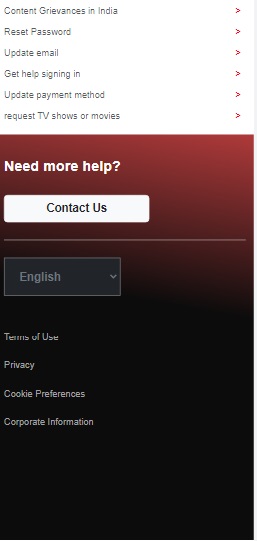 Content Grievances in India >
Reset Password >
Update email >
Get help signing in >
Update payment method >
request TV shows or movies >
Need more help?
Contact Us
English
Terms of Use
Privacy
Cookie Preferences
Corporate Information